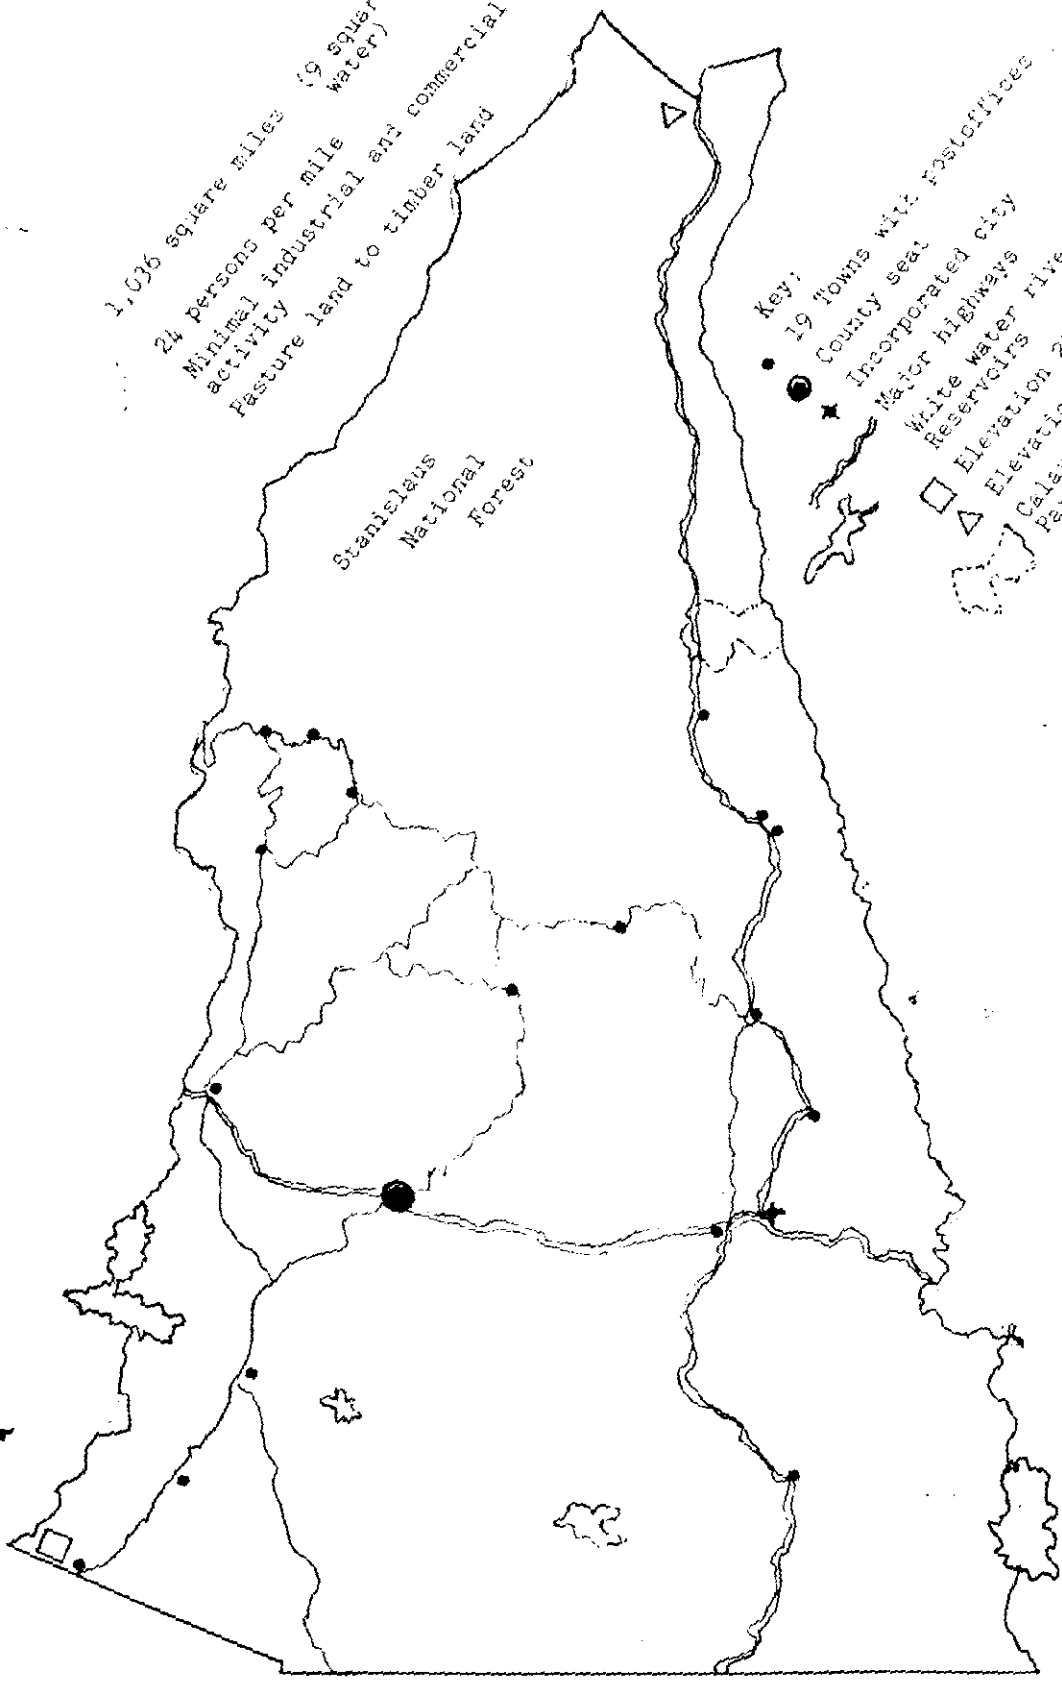 1,036 square miles (9 squar
water)
24 persons per mile
Minimal industrial and commercial
activity
Pasture land to timber land
Stanislaus
National
Forest
Key:
19 Towns with postoffices
County seat
Incorporated city
Major highways
White water rive
Reservoirs
Elevation 2
Elevatio
Cala
Pa